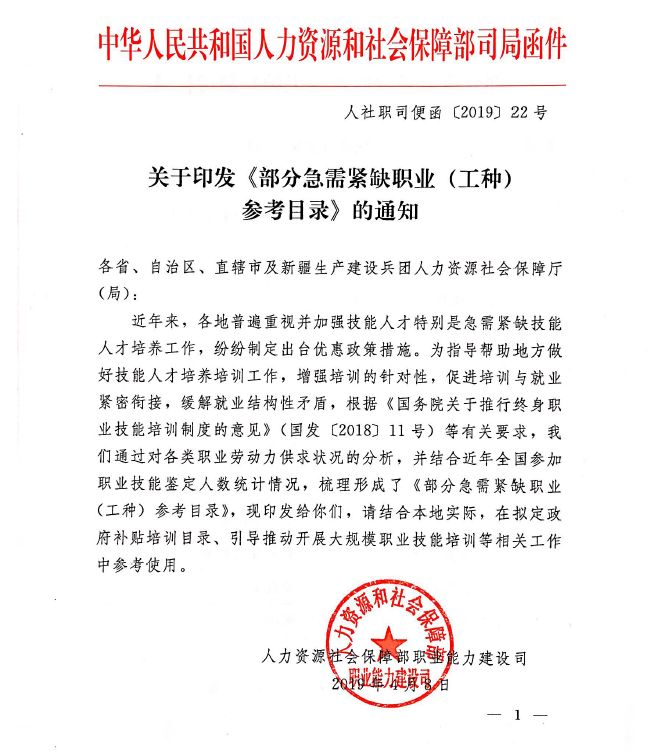 中华人民共和国人力资源和社会保障部司局函件
人社职司便函〔2019〕22号
关于印发《部分急需紧缺职业（工种）
参考目录》的通知
各省、自治区、直辖市及新疆生产建设兵团人力资源社会保障厅
（局）：
近年来，各地普遍重视并加强技能人才特别是急需紧缺技能
人才培养工作，纷纷制定出台优惠政策措施。为指导帮助地方做
好技能人才培养培训工作，增强培训的针对性，促进培训与就业
紧密衔接，缓解就业结构性矛盾，根据《国务院关于推行终身职
业技能培训制度的意见》（国发〔2018〕11号）等有关要求，我
们通过对各类职业劳动力供求状况的分析，并结合近年全国参加
职业技能鉴定人数统计情况，梳理形成了《部分急需紧缺职业
（工种）参考目录》，现印发给你们，请结合本地实际，在拟定政
府补贴培训目录、引导推动开展大规模职业技能培训等相关工作
中参考使用。
人力资源和社会保障部
职业能力建设司
人力资源社会保障部职业能力建设司
2019年4月8日
— 1 —